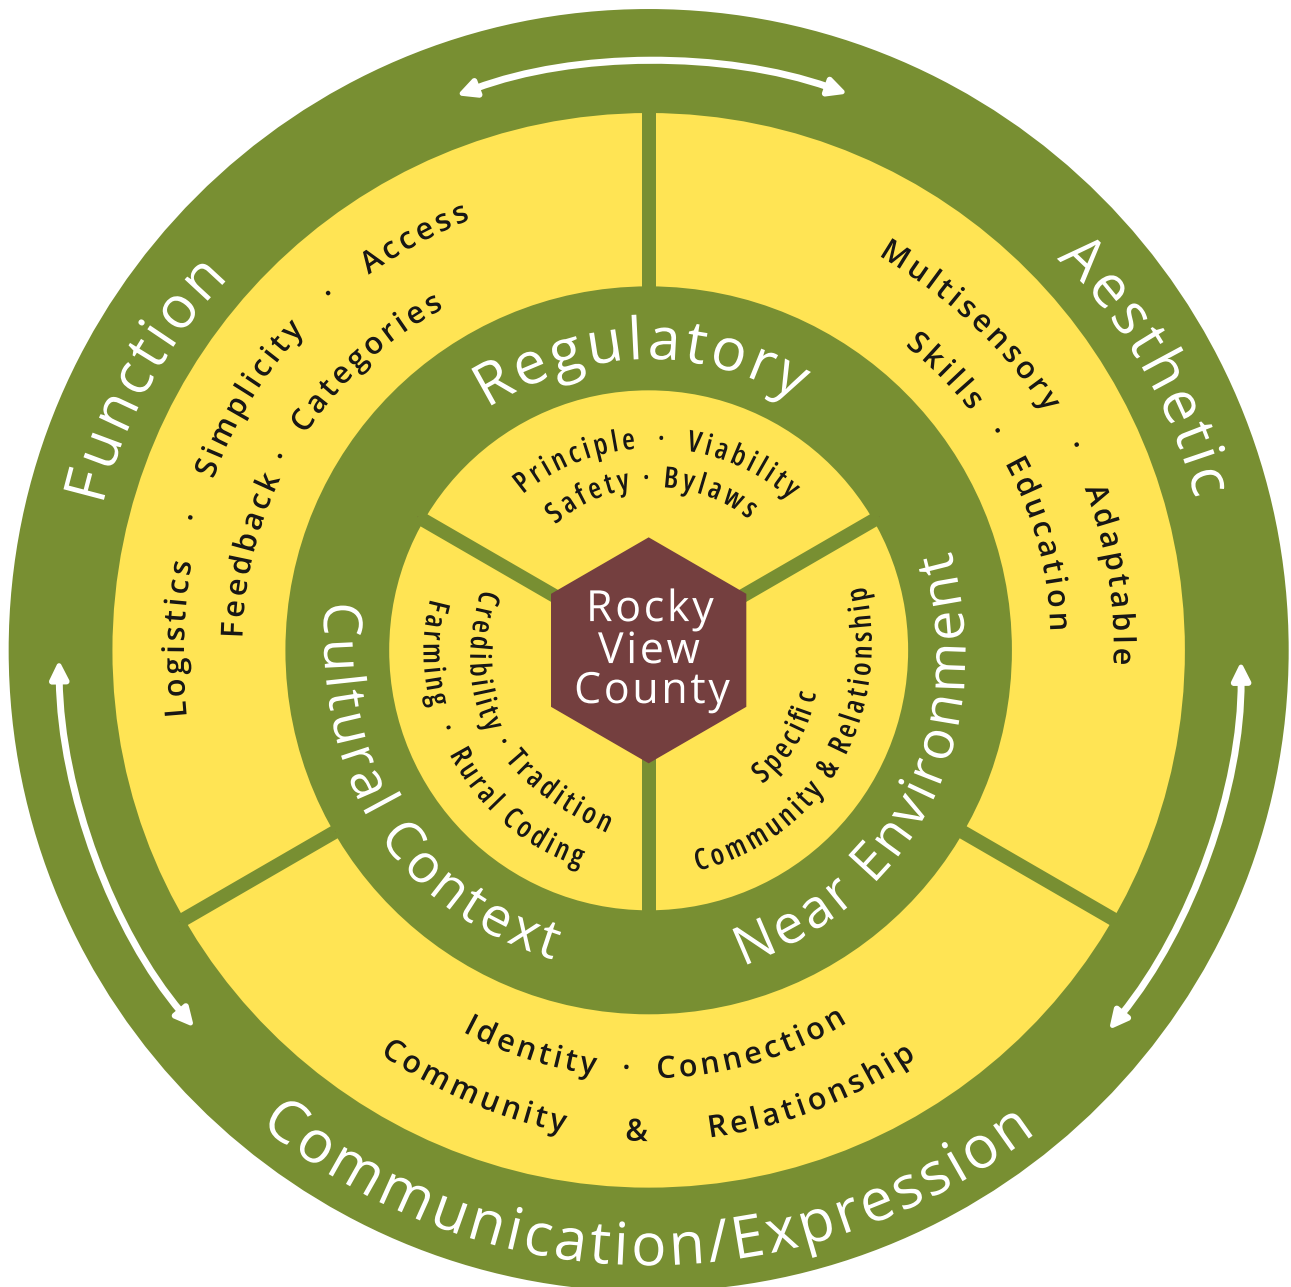 Function
Aesthetic
Communication/Expression
Logistics · Simplicity · Access
Feedback · Categories
Multisensory · Adaptable
Skills · Education
Identity · Connection
Community & Relationship
Regulatory
Cultural Context
Near Environment
Principle · Viability
Safety · Bylaws
Credibility · Tradition
Farming · Rural Coding
Specific
Community & Relationship
Rocky
View
County